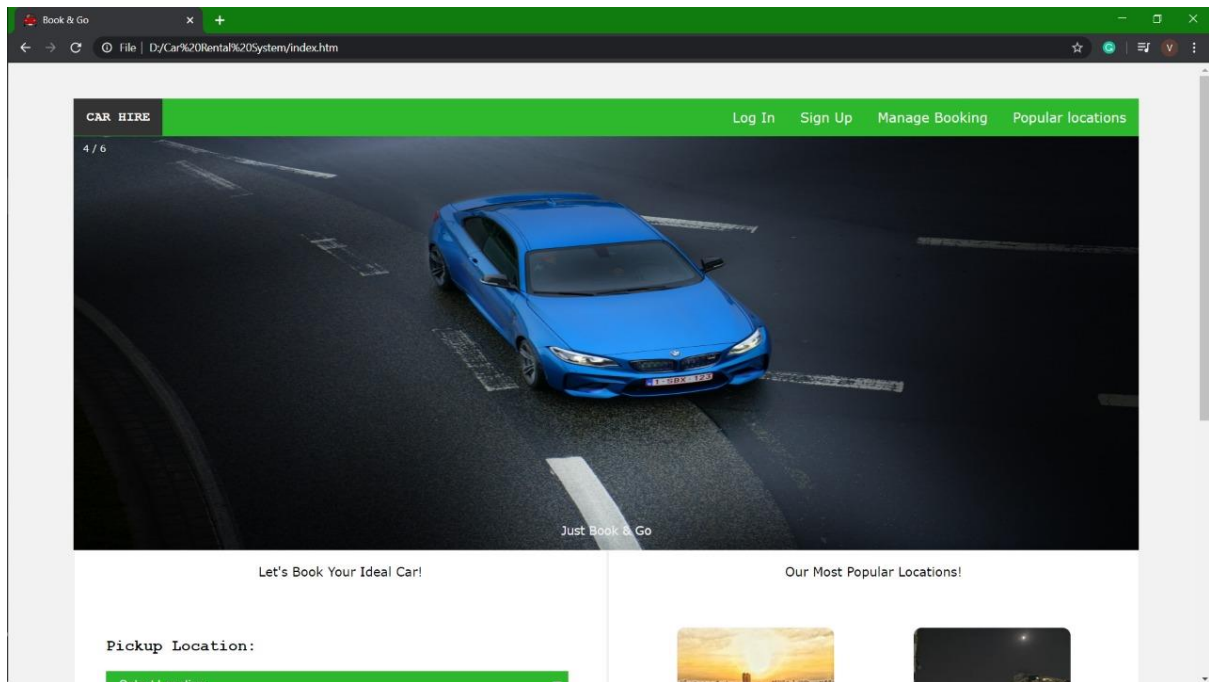 Book & Go
File | D:/Car%20Rental%20System/index.htm
V
CAR HIRE
Log In Sign Up Manage Booking Popular locations
4 / 6
1-SBX-123
Just Book & Go
Let's Book Your Ideal Car!
Our Most Popular Locations!
Pickup Location: